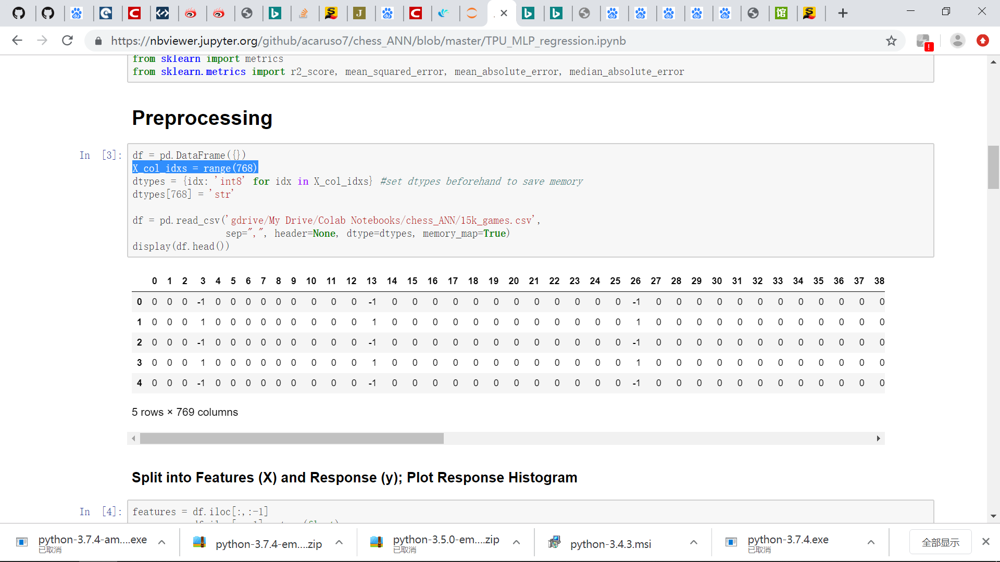 https://nbviewer.jupyter.org/github/acaruso7/chess_ANN/blob/master/TPU_MLP_regression.ipynb
from sklearn import metrics
from sklearn.metrics import r2_score, mean_squared_error, mean_absolute_error, median_absolute_error
Preprocessing
In [3]:
df = pd.DataFrame({})
X_col_idxs = range(768)
dtypes = {idx: 'int8' for idx in X_col_idxs} #set dtypes beforehand to save memory
dtypes[768] = 'str'
df = pd.read_csv('gdrive/My Drive/Colab Notebooks/chess_ANN/15k_games.csv',
sep=",", header=None, dtype=dtypes, memory_map=True)
display(df.head())
0 1 2 3 4 5 6 7 8 9 10 11 12 13 14 15 16 17 18 19 20 21 22 23 24 25 26 27 28 29 30 31 32 33 34 35 36 37 38
0 0 0 0 -1 0 0 0 0 0 0 0 0 0 -1 0 0 0 0 0 0 0 0 0 0 0 0 -1 0 0 0 0 0 0 0 0 0 0 0 0
1 0 0 0 1 0 0 0 0 0 0 0 0 0 1 0 0 0 0 0 0 0 0 0 0 0 0 1 0 0 0 0 0 0 0 0 0 0 0 0
2 0 0 0 -1 0 0 0 0 0 0 0 0 0 -1 0 0 0 0 0 0 0 0 0 0 0 0 -1 0 0 0 0 0 0 0 0 0 0 0 0
3 0 0 0 1 0 0 0 0 0 0 0 0 0 1 0 0 0 0 0 0 0 0 0 0 0 0 1 0 0 0 0 0 0 0 0 0 0 0 0
4 0 0 0 -1 0 0 0 0 0 0 0 0 0 -1 0 0 0 0 0 0 0 0 0 0 0 0 -1 0 0 0 0 0 0 0 0 0 0 0 0
5 rows × 769 columns
Split into Features (X) and Response (y); Plot Response Histogram
In [4]:
features = df.iloc[:,:-1]
python-3.7.4-am....exe
已取消
python-3.7.4-em....zip
python-3.5.0-em....zip
已取消
python-3.4.3.msi
python-3.7.4.exe
已取消
全部显示